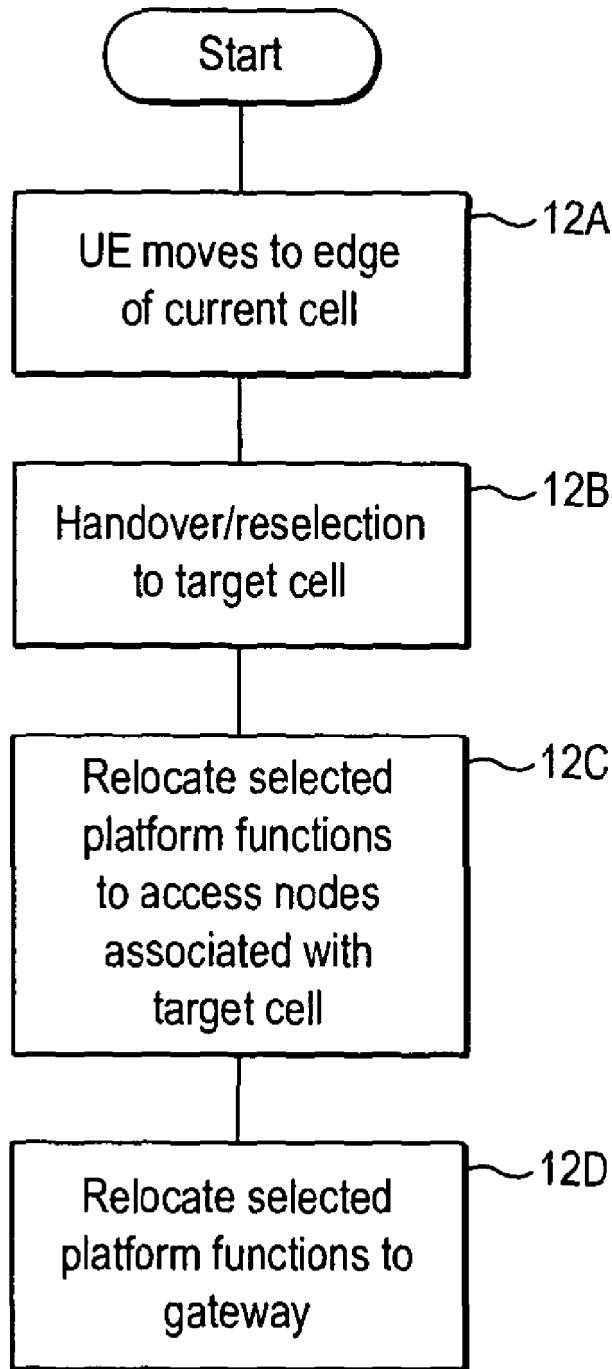 Start
12A
UE moves to edge
of current cell
12B
Handover/reselection
to target cell
12C
Relocate selected
platform functions
to access nodes
associated with
target cell
12D
Relocate selected
platform functions to
gateway